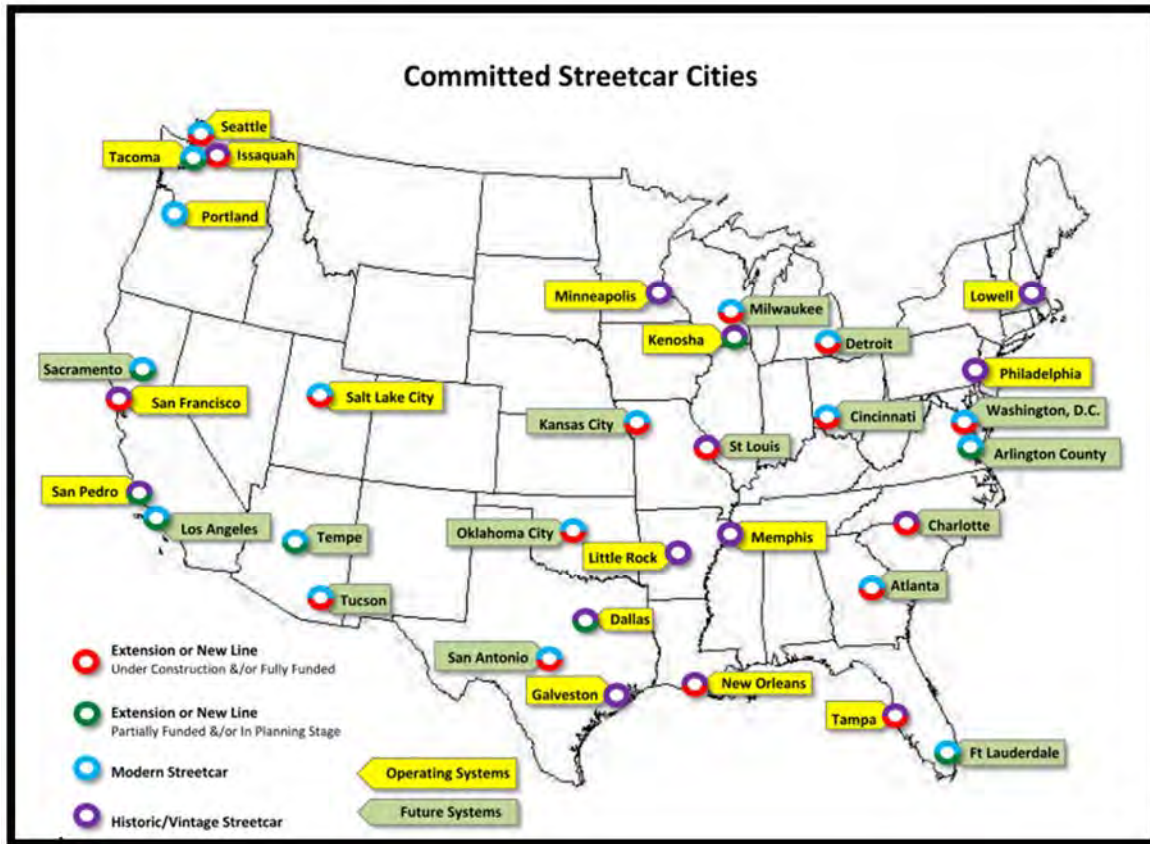 Committed Streetcar Cities
Seattle
Tacoma
Issaquah
Portland
Minneapolis
Milwaukee
Lowell
Kenosha
Detroit
Sacramento
Philadelphia
San Francisco
Salt Lake City
Kansas City
Cincinnati
Washington, D.C.
St Louis
Arlington County
San Pedro
Los Angeles
Tempe
Oklahoma City
Little Rock
Memphis
Charlotte
Tucson
Atlanta
Dallas
San Antonio
Galveston
New Orleans
Tampa
Ft Lauderdale
Extension or New Line
Under Construction &/or Fully Funded
Extension or New Line
Partially Funded &/or In Planning Stage
Modern Streetcar
Historic/Vintage Streetcar
Operating Systems
Future Systems